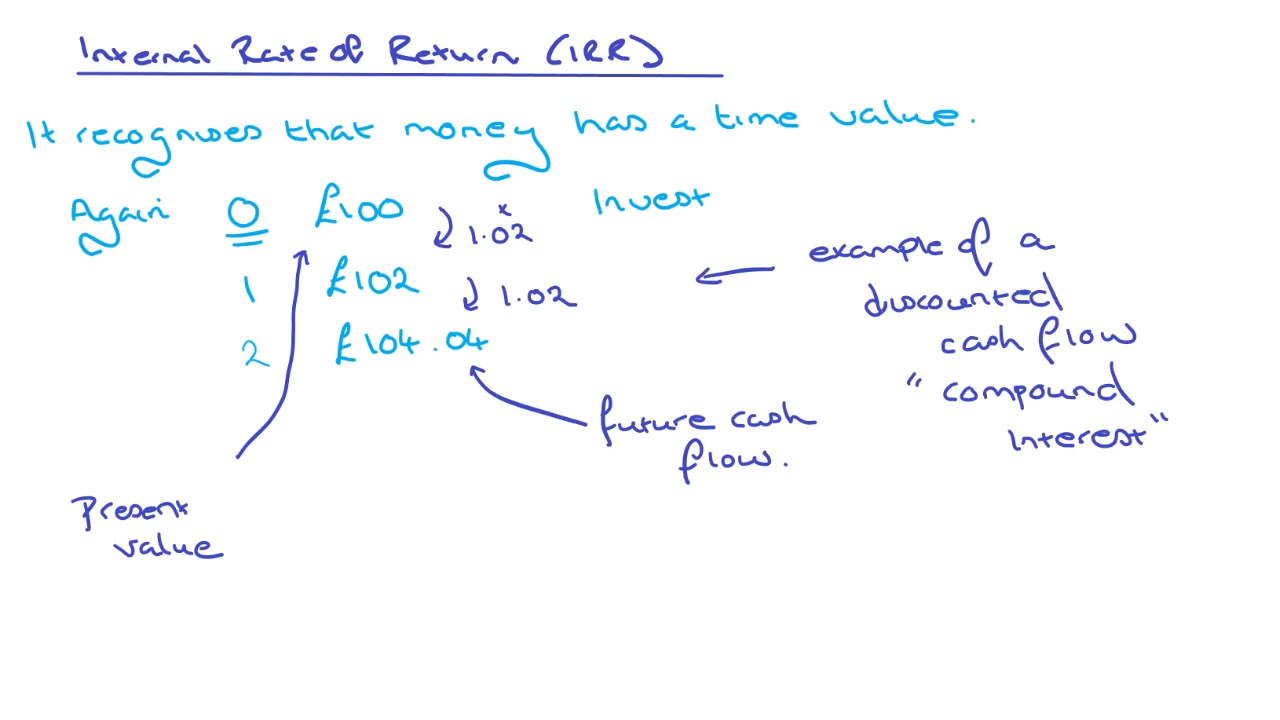 Internal Rate of Return (IRR)
It recognises that money has a time value.
Again 0 £100 Invest
x
1.02
1 £102
1.02
2 £104.04
example of a
discounted
cash flow
"compound
interest"
future cash
flow.
Present
value